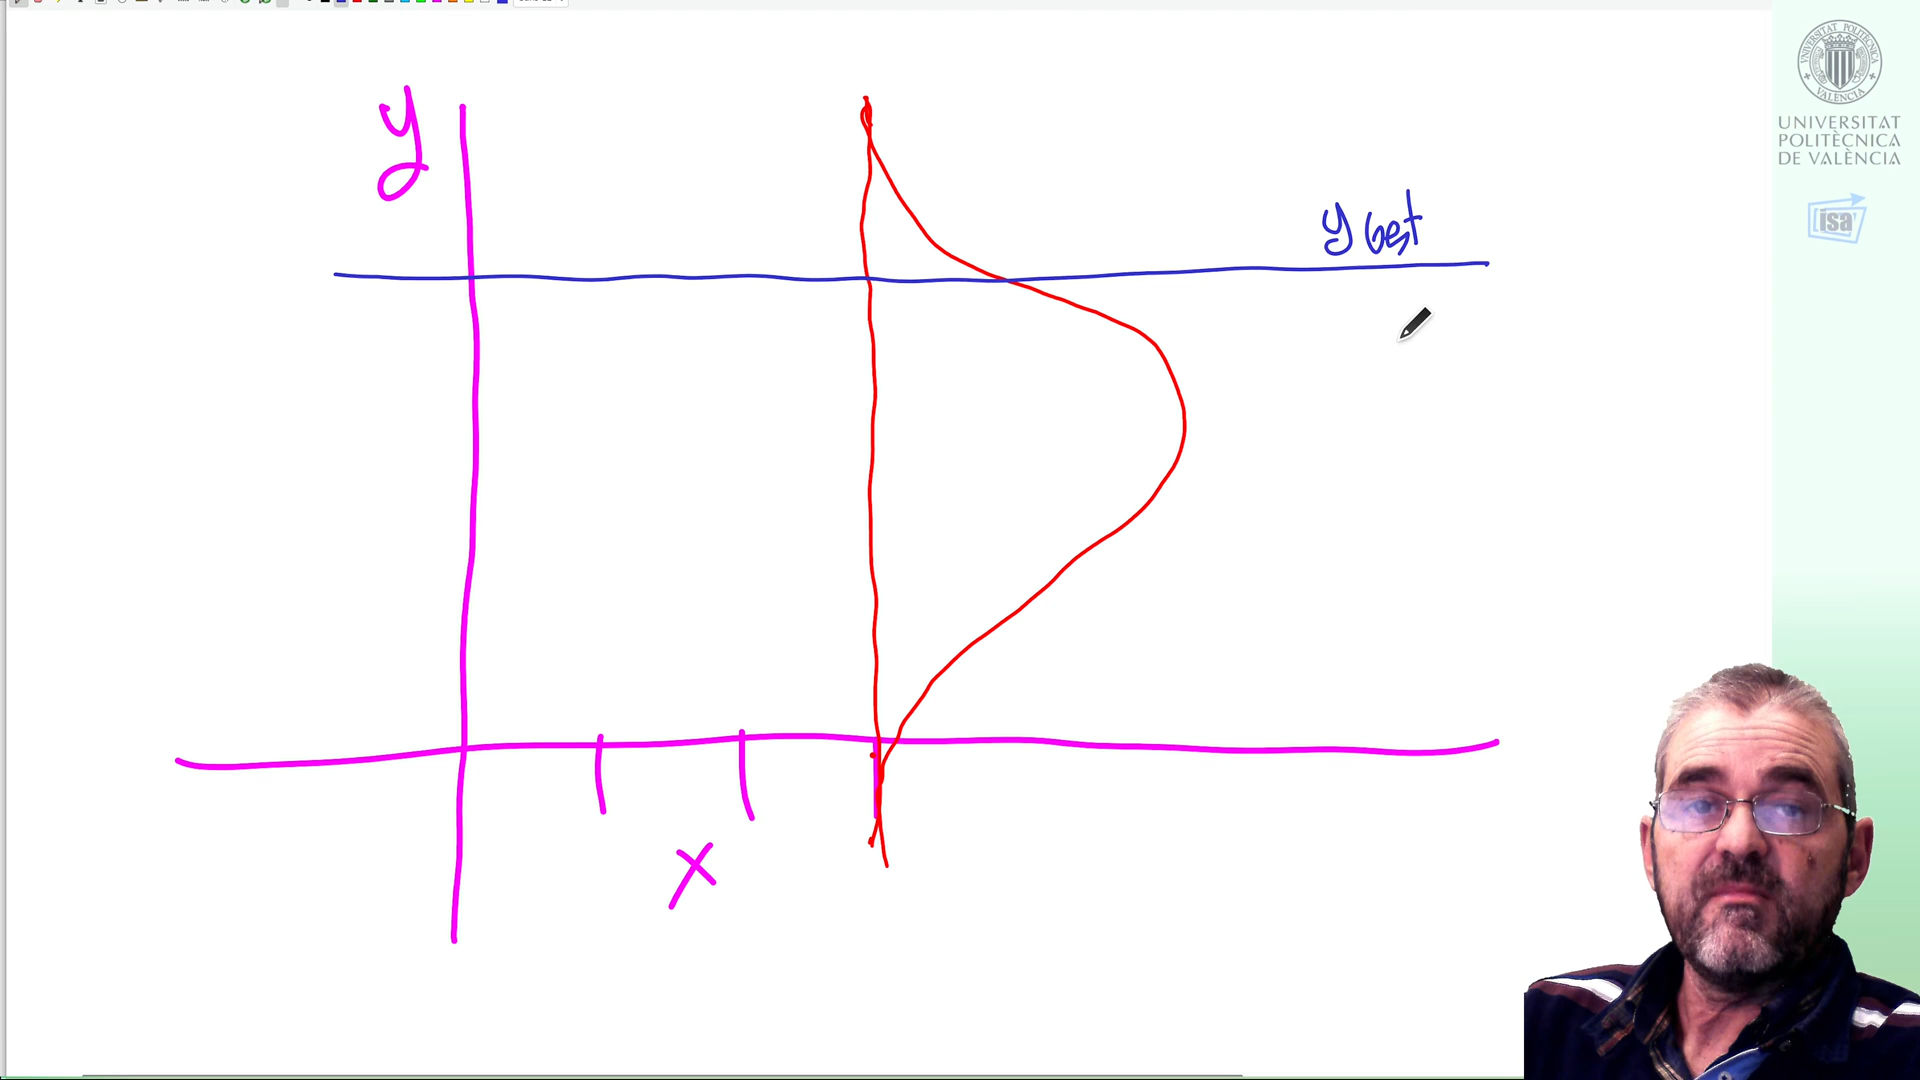 y
y best
x
UNIVERSITAT
POLITÈCNICA
DE VALÈNCIA
isa